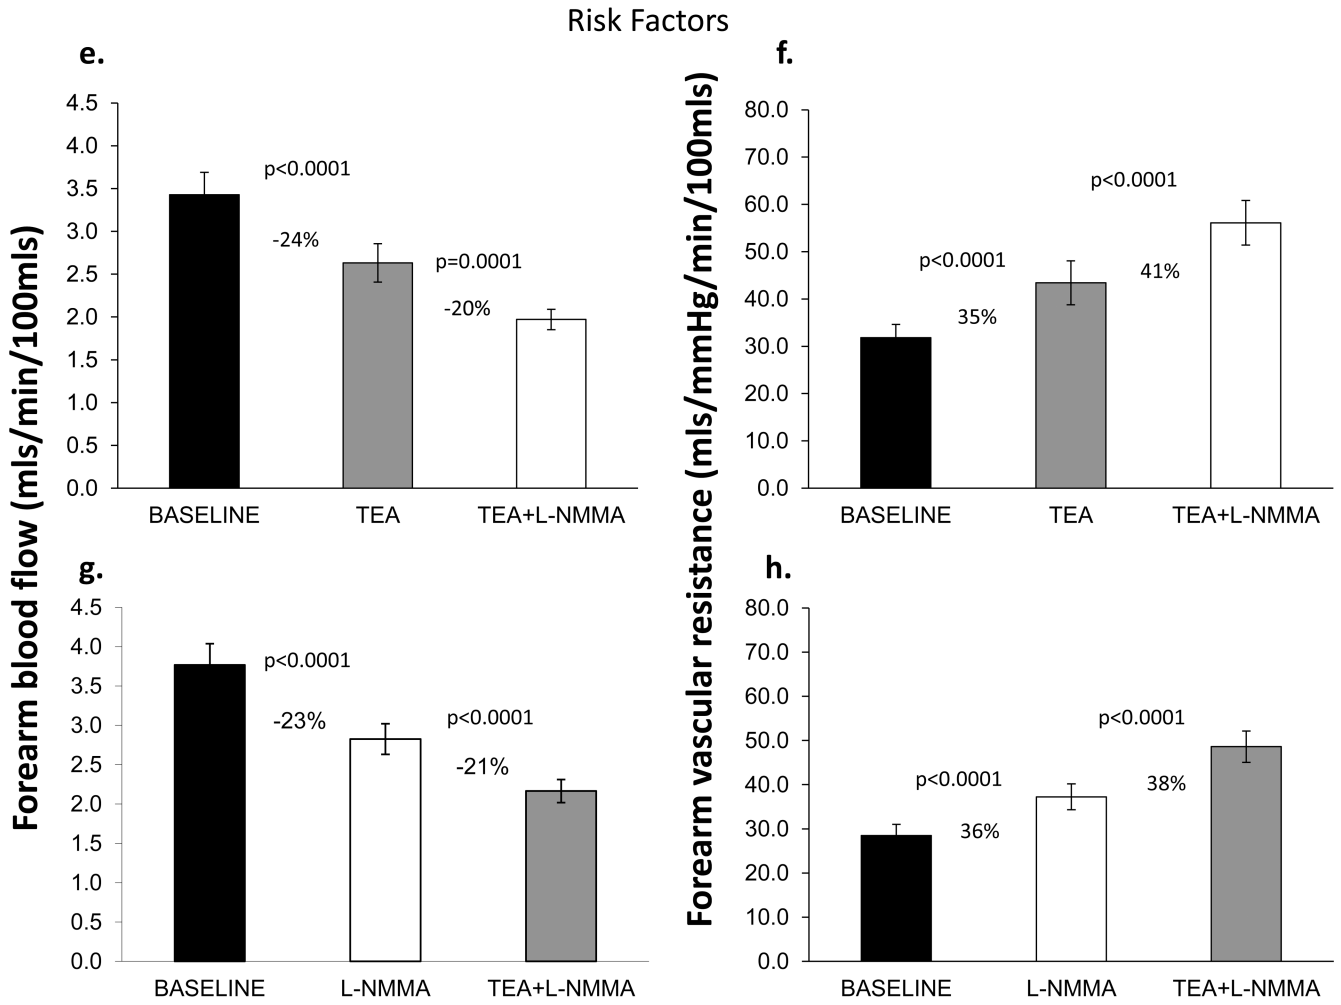 Risk Factors
e.
Forearm blood flow (mls/min/100mls)
4.5
4.0
3.5
3.0
2.5
2.0
1.5
1.0
0.5
0.0
p<0.0001
-24%
p=0.0001
-20%
BASELINE TEA TEA+L-NMMA
f.
Forearm vascular resistance (mls/mmHg/min/100mls)
80.0
70.0
60.0
50.0
40.0
30.0
20.0
10.0
0.0
p<0.0001
35%
p<0.0001
41%
BASELINE TEA TEA+L-NMMA
g.
4.5
4.0
3.5
3.0
2.5
2.0
1.5
1.0
0.5
0.0
p<0.0001
-23%
p<0.0001
-21%
BASELINE L-NMMA TEA+L-NMMA
h.
80.0
70.0
60.0
50.0
40.0
30.0
20.0
10.0
0.0
p<0.0001
36%
p<0.0001
38%
BASELINE L-NMMA TEA+L-NMMA